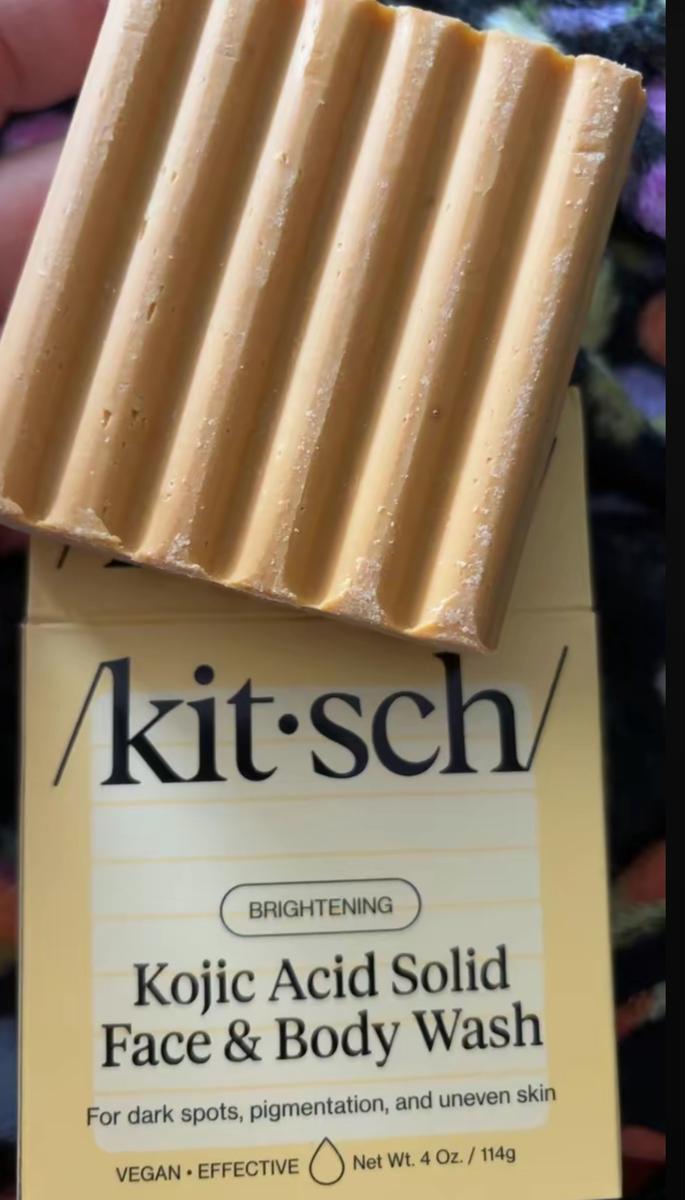 /kit·sch/
BRIGHTENING
Kojic Acid Solid
Face & Body Wash
For dark spots, pigmentation, and uneven skin
VEGAN • EFFECTIVE Net Wt. 4 Oz. / 114g